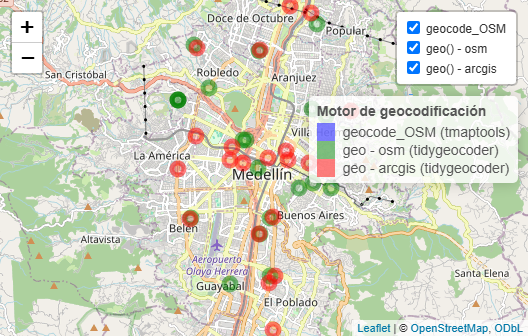 +
−
geocode_OSM
geo() - osm
geo() - arcgis
Doce de Octubre
Popular
San Cristóbal
Robledo
Aranjuez
Motor de geocodificación
geocode_OSM (tmaptools)
geo - osm (tidygeocoder)
geo - arcgis (tidygeocoder)
La América
Medellín
Buenos Aires
Belén
Altavista
Aeropuerto
Olaya Herrera
Guayabal
El Poblado
Santa Elena
Leaflet | © OpenStreetMap, ODbL